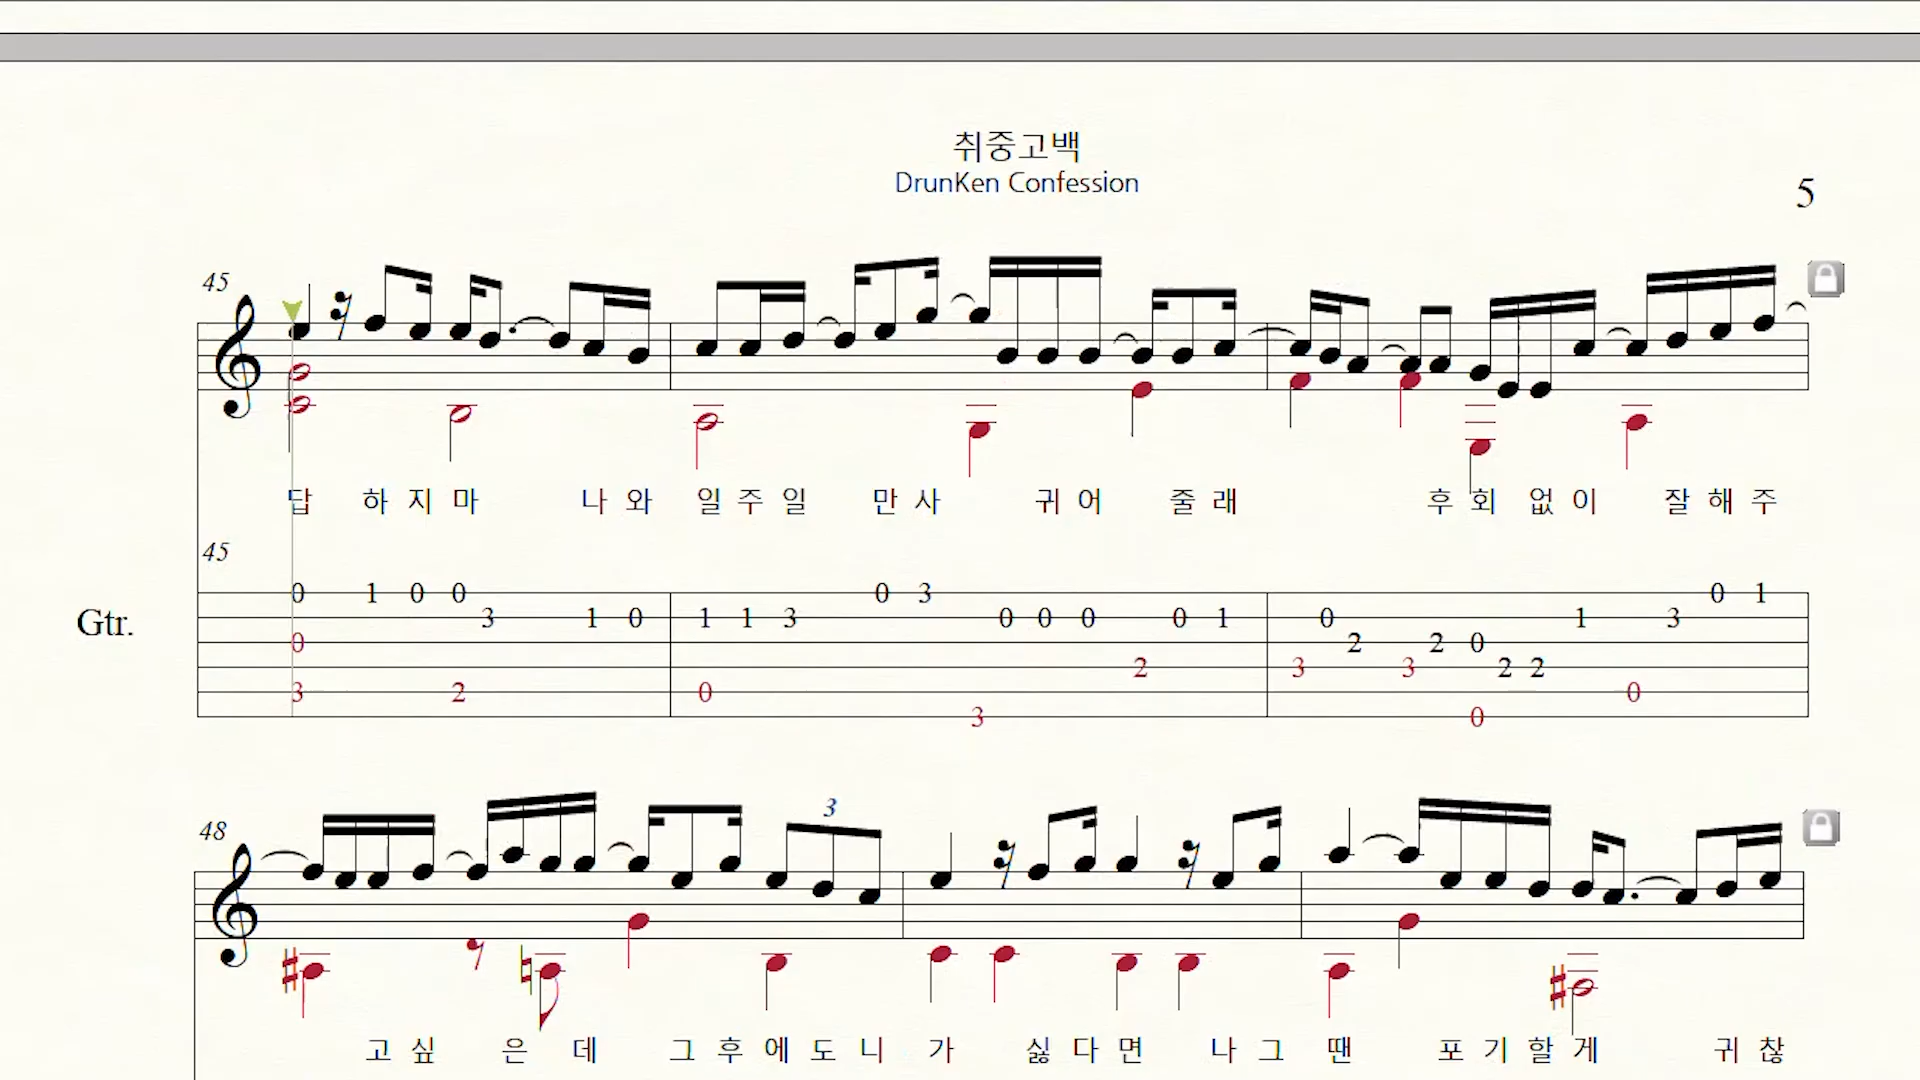 취중고백
DrunKen Confession
5
45
답 하 지 마 나 와 일 주 일 만 사 귀 어 줄 래 후 회 없 이 잘 해 주
45
Gtr.
0 1 0 0 0 3 0 1
3 1 0 1 1 3 0 0 0 0 1 0 1 3
0 2 2 0
2 3 3 2 2
3 2 0 0
3 0
48
3
고 싶 은 데 그 후 에 도 니 가 싫 다 면 나 그 땐 포 기 할 게 귀 찮